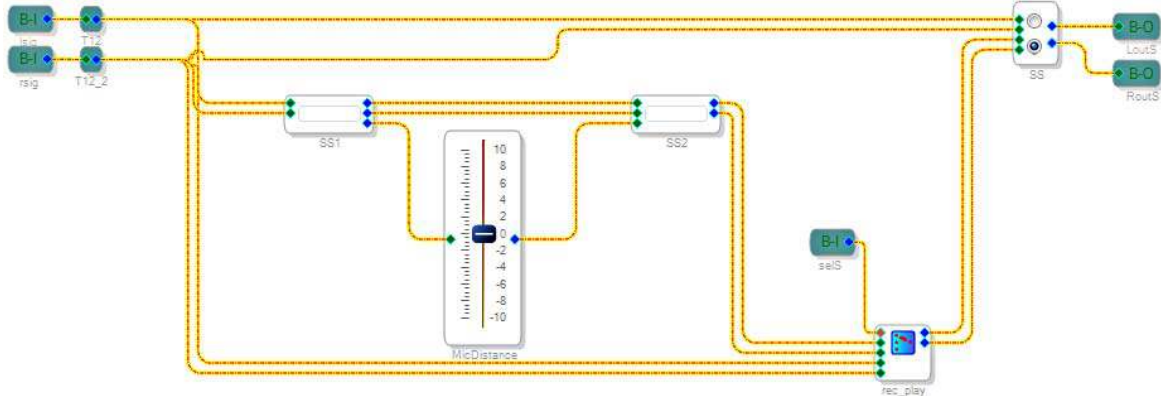 B-I
lsig
T12
B-I
rsig
T12_2
SS
B-O
LoutS
B-O
RoutS
SS1
SS2
10
8
6
4
2
0
-2
-4
-6
-8
-10
MicDistance
B-I
selS
rec_play